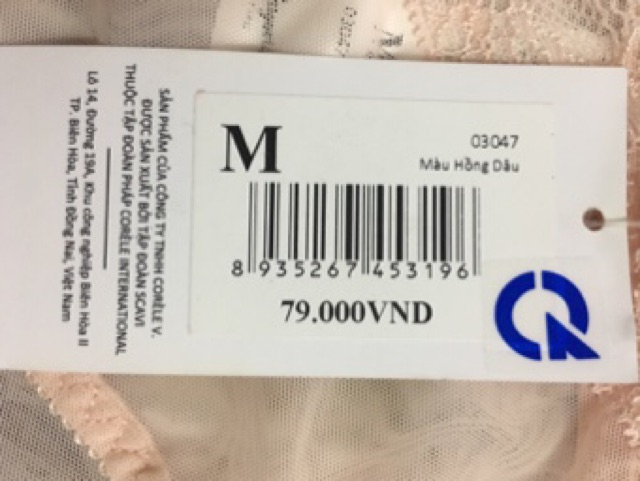 M
03047
Màu Hồng Dâu
8 935267 453196
79.000VND
SẢN PHẨM CỦA CÔNG TY TNHH CORÈLE V.
ĐƯỢC SẢN XUẤT BỞI TẬP ĐOÀN SCAVI
THUỘC TẬP ĐOÀN PHÁP CORÈLE INTERNATIONAL
Lô 14, Đường 19A, Khu công nghiệp Biên Hòa II
TP. Biên Hòa, Tỉnh Đồng Nai, Việt Nam